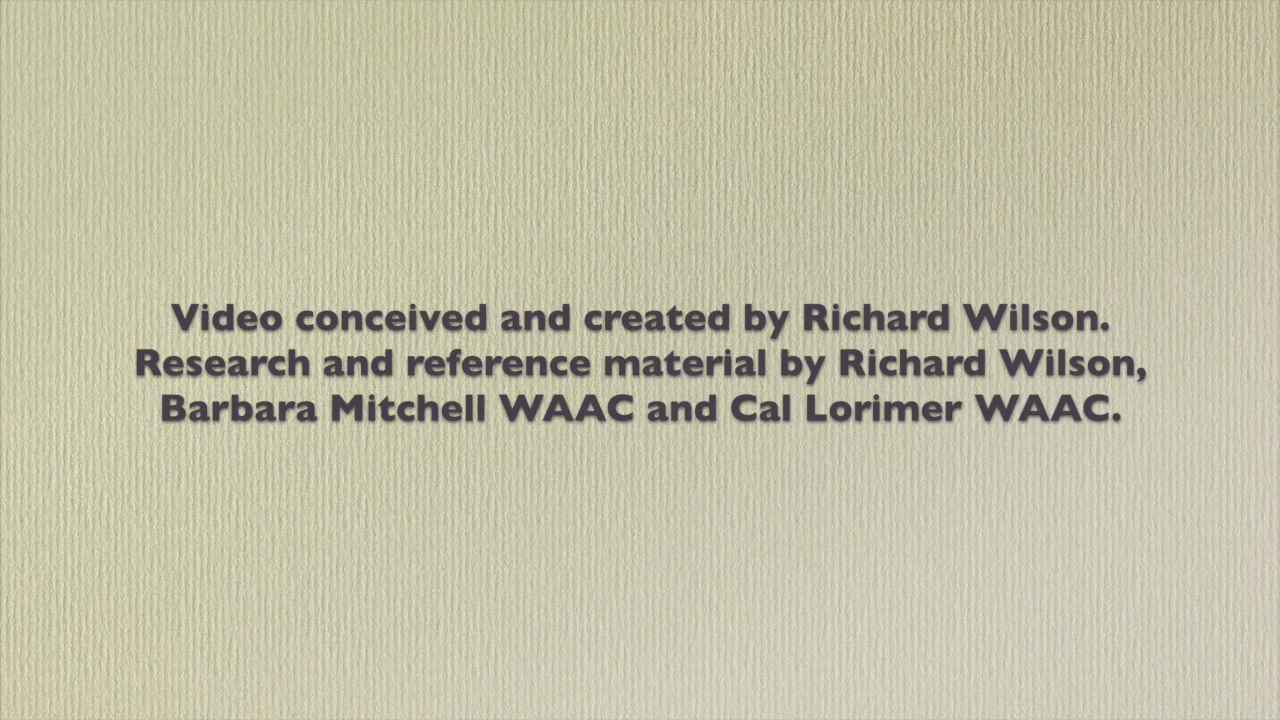 Video conceived and created by Richard Wilson.
Research and reference material by Richard Wilson,
Barbara Mitchell WAAC and Cal Lorimer WAAC.